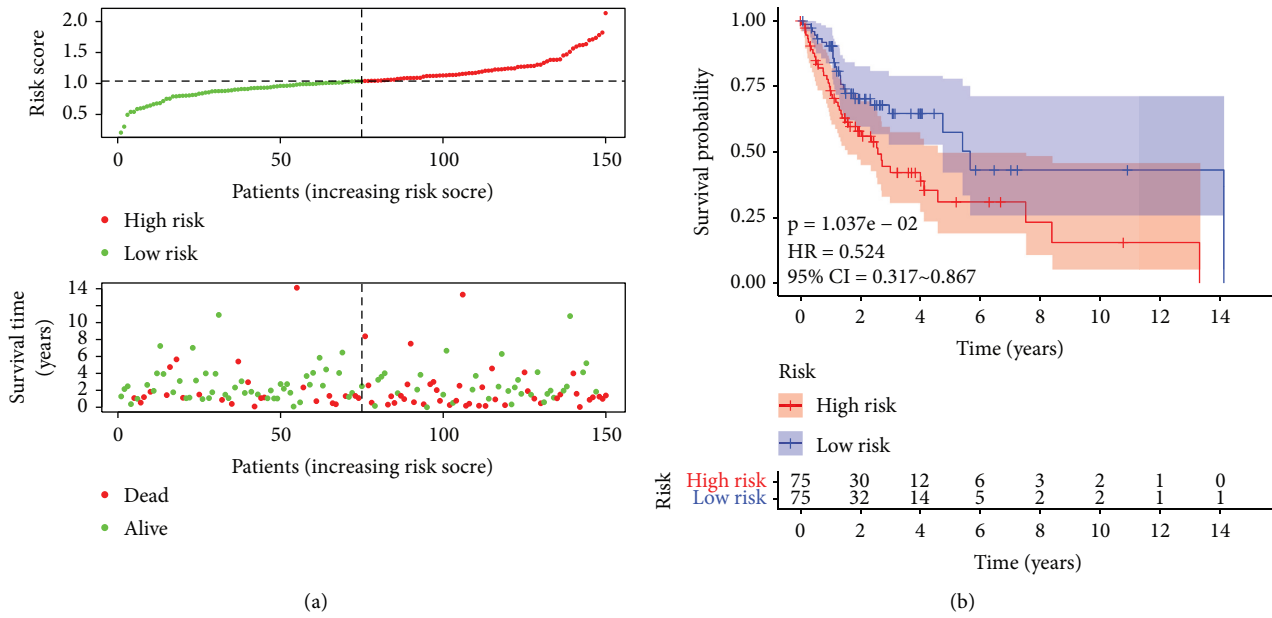 2.0
1.5
1.0
0.5
Risk score
0 50 100 150
Patients (increasing risk socre)
High risk
Low risk
14
10
8
6
4
2
0
Survival time
(years)
0 50 100 150
Patients (increasing risk socre)
Dead
Alive
(a)
1.00
0.75
0.50
0.25
0.00
Survival probability
p = 1.037e − 02
HR = 0.524
95% CI = 0.317~0.867
0 2 4 6 8 10 12 14
Time (years)
Risk
High risk
Low risk
Risk
High risk 75 30 12 6 3 2 1 0
Low risk 75 32 14 5 2 2 1 1
0 2 4 6 8 10 12 14
Time (years)
(b)